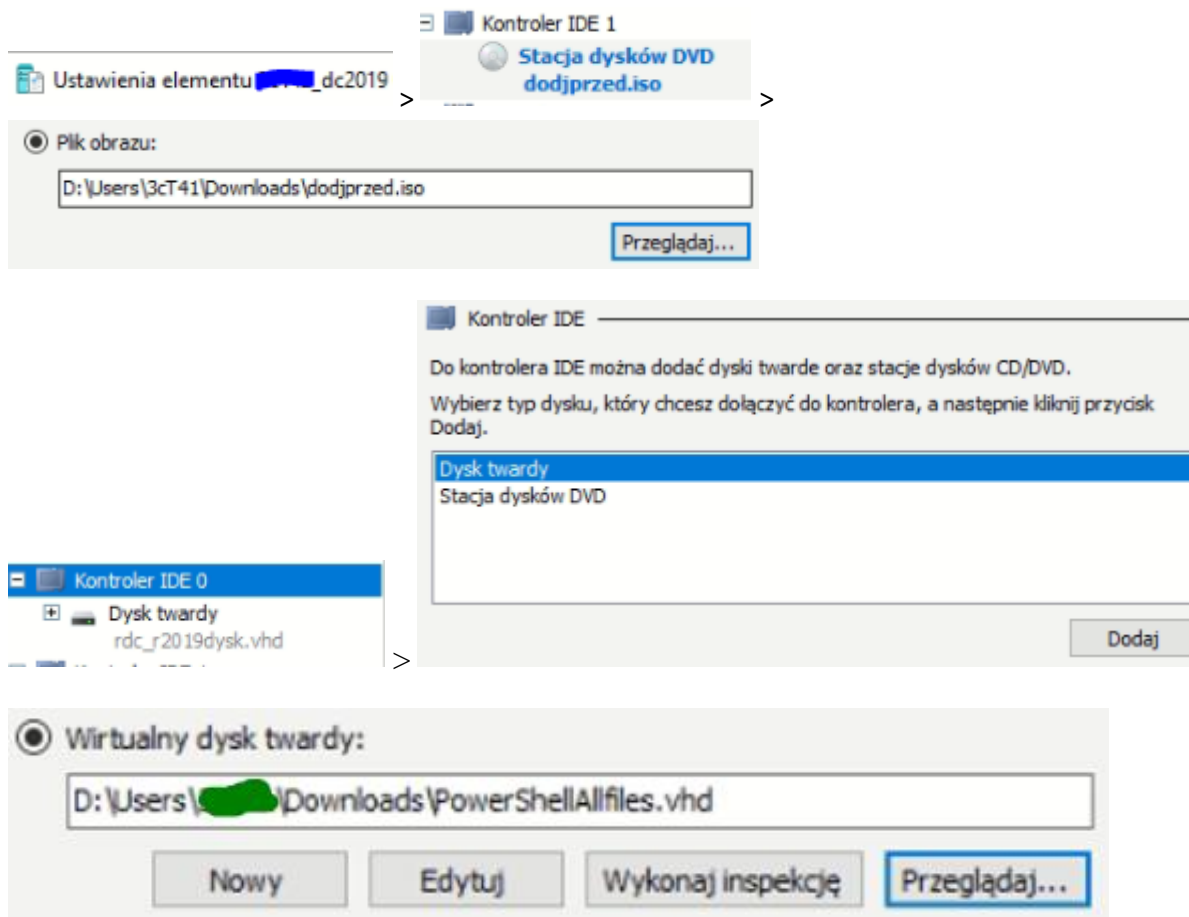 Kontroler IDE 1
Stacja dysków DVD
dodjprzed.iso
Ustawienia elementu _dc2019
>
>
Plik obrazu:
D:\Users\3cT41\Downloads\dodjprzed.iso
Przeglądaj...
Kontroler IDE
Do kontrolera IDE można dodać dyski twarde oraz stacje dysków CD/DVD.
Wybierz typ dysku, który chcesz dołączyć do kontrolera, a następnie kliknij przycisk
Dodaj.
Dysk twardy
Stacja dysków DVD
Dodaj
Kontroler IDE 0
Dysk twardy
rdc_r2019dysk.vhd
>
Wirtualny dysk twardy:
D:\Users\ \Downloads\PowerShellAllfiles.vhd
Nowy
Edytuj
Wykonaj inspekcję
Przeglądaj...